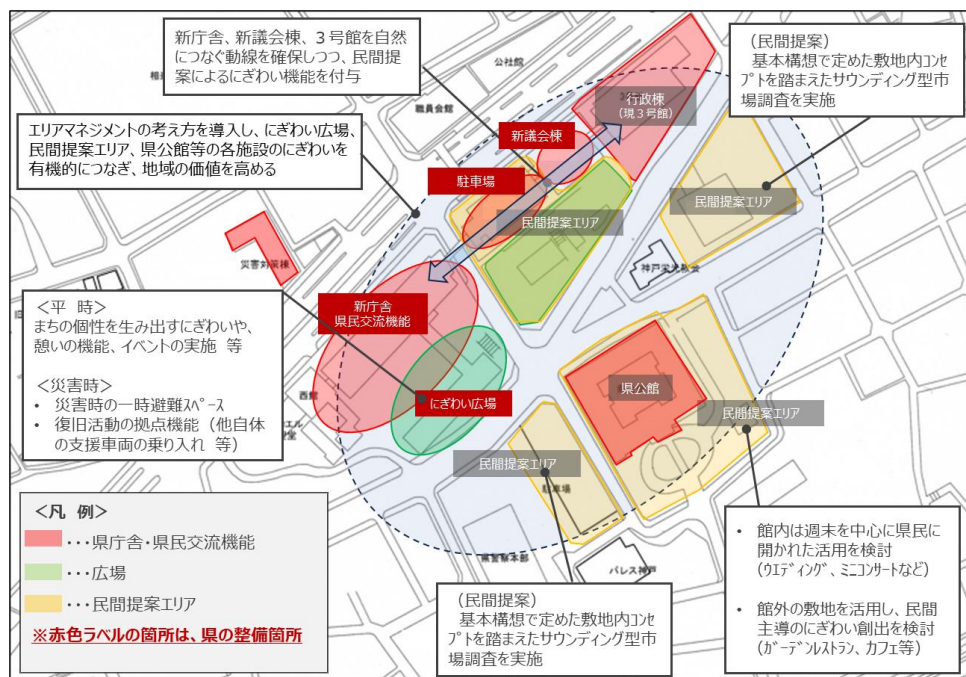 新庁舎、新議会棟、３号館を自然
につなぐ動線を確保しつつ、民間提
案によるにぎわい機能を付与
（民間提案）
基本構想で定めた敷地内ｺﾝｾ
ﾌﾟﾄを踏まえたサウンディング型市
場調査を実施
公社館
職員会館
行政棟
（現３号館）
新議会棟
エリアマネジメントの考え方を導入し、にぎわい広場、
民間提案エリア、県公館等の各施設のにぎわいを
有機的につなぎ、地域の価値を高める
駐車場
民間提案エリア
民間提案エリア
災害対策棟
神戸栄光教会
新庁舎
県民交流機能
＜平　時＞
まちの個性を生み出すにぎわいや、
憩いの機能、イベントの実施　等
＜災害時＞
• 災害時の一時避難ｽﾍﾟｰｽ
• 復旧活動の拠点機能（他自体
の支援車両の乗り入れ　等）
西館
にぎわい広場
県公館
民間提案エリア
民間提案エリア
駐車場
県警察本部
パレス神戸
＜凡　例＞
・・・県庁舎・県民交流機能
・・・広場
・・・民間提案エリア
※赤色ラベルの箇所は、県の整備箇所
（民間提案）
基本構想で定めた敷地内ｺﾝｾ
ﾌﾟﾄを踏まえたサウンディング型市
場調査を実施
• 館内は週末を中心に県民に
開かれた活用を検討
(ｳｴﾃﾞｨﾝｸﾞ、ﾐﾆｺﾝｻｰﾄなど)
• 館外の敷地を活用し、民間
主導のにぎわい創出を検討
(ｶﾞｰﾃﾞﾝﾚｽﾄﾗﾝ、カフェ等)